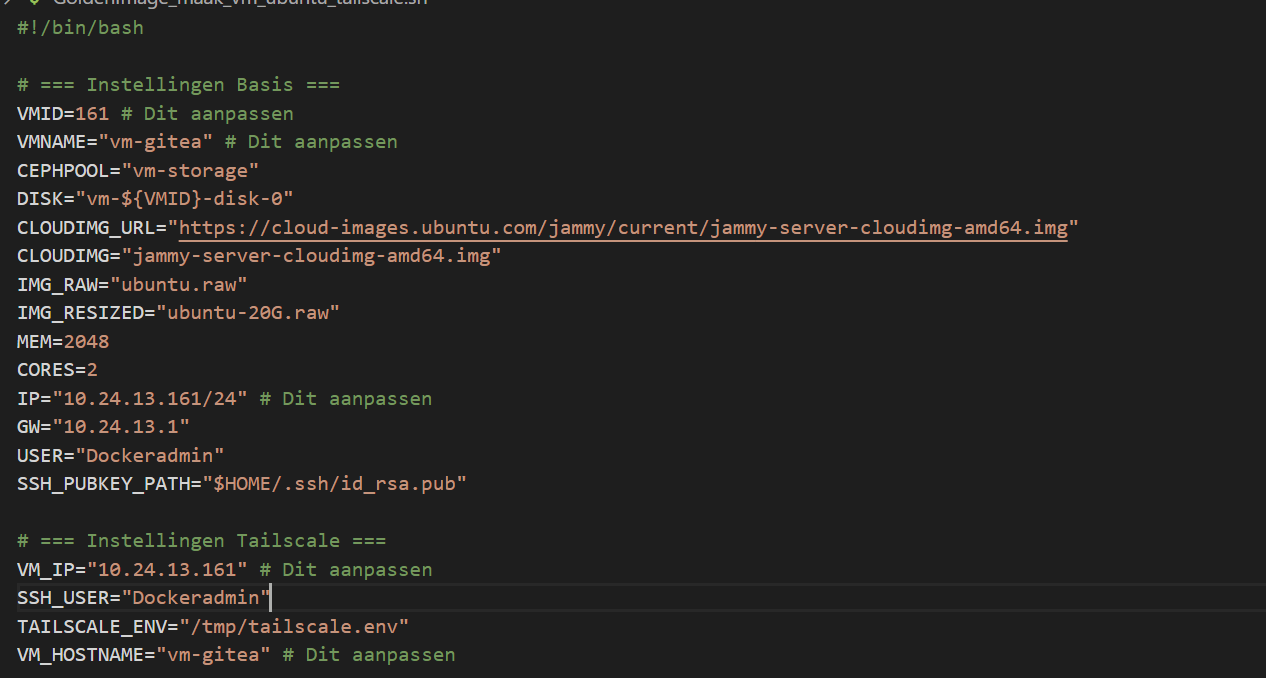 GoldenImage_maak_vm_ubuntu_tailscale.sh
#!/bin/bash
# === Instellingen Basis ===
VMID=161 # Dit aanpassen
VMNAME="vm-gitea" # Dit aanpassen
CEPHPOOL="vm-storage"
DISK="vm-${VMID}-disk-0"
CLOUDIMG_URL="https://cloud-images.ubuntu.com/jammy/current/jammy-server-cloudimg-amd64.img"
CLOUDIMG="jammy-server-cloudimg-amd64.img"
IMG_RAW="ubuntu.raw"
IMG_RESIZED="ubuntu-20G.raw"
MEM=2048
CORES=2
IP="10.24.13.161/24" # Dit aanpassen
GW="10.24.13.1"
USER="Dockeradmin"
SSH_PUBKEY_PATH="$HOME/.ssh/id_rsa.pub"
# === Instellingen Tailscale ===
VM_IP="10.24.13.161" # Dit aanpassen
SSH_USER="Dockeradmin"
TAILSCALE_ENV="/tmp/tailscale.env"
VM_HOSTNAME="vm-gitea" # Dit aanpassen